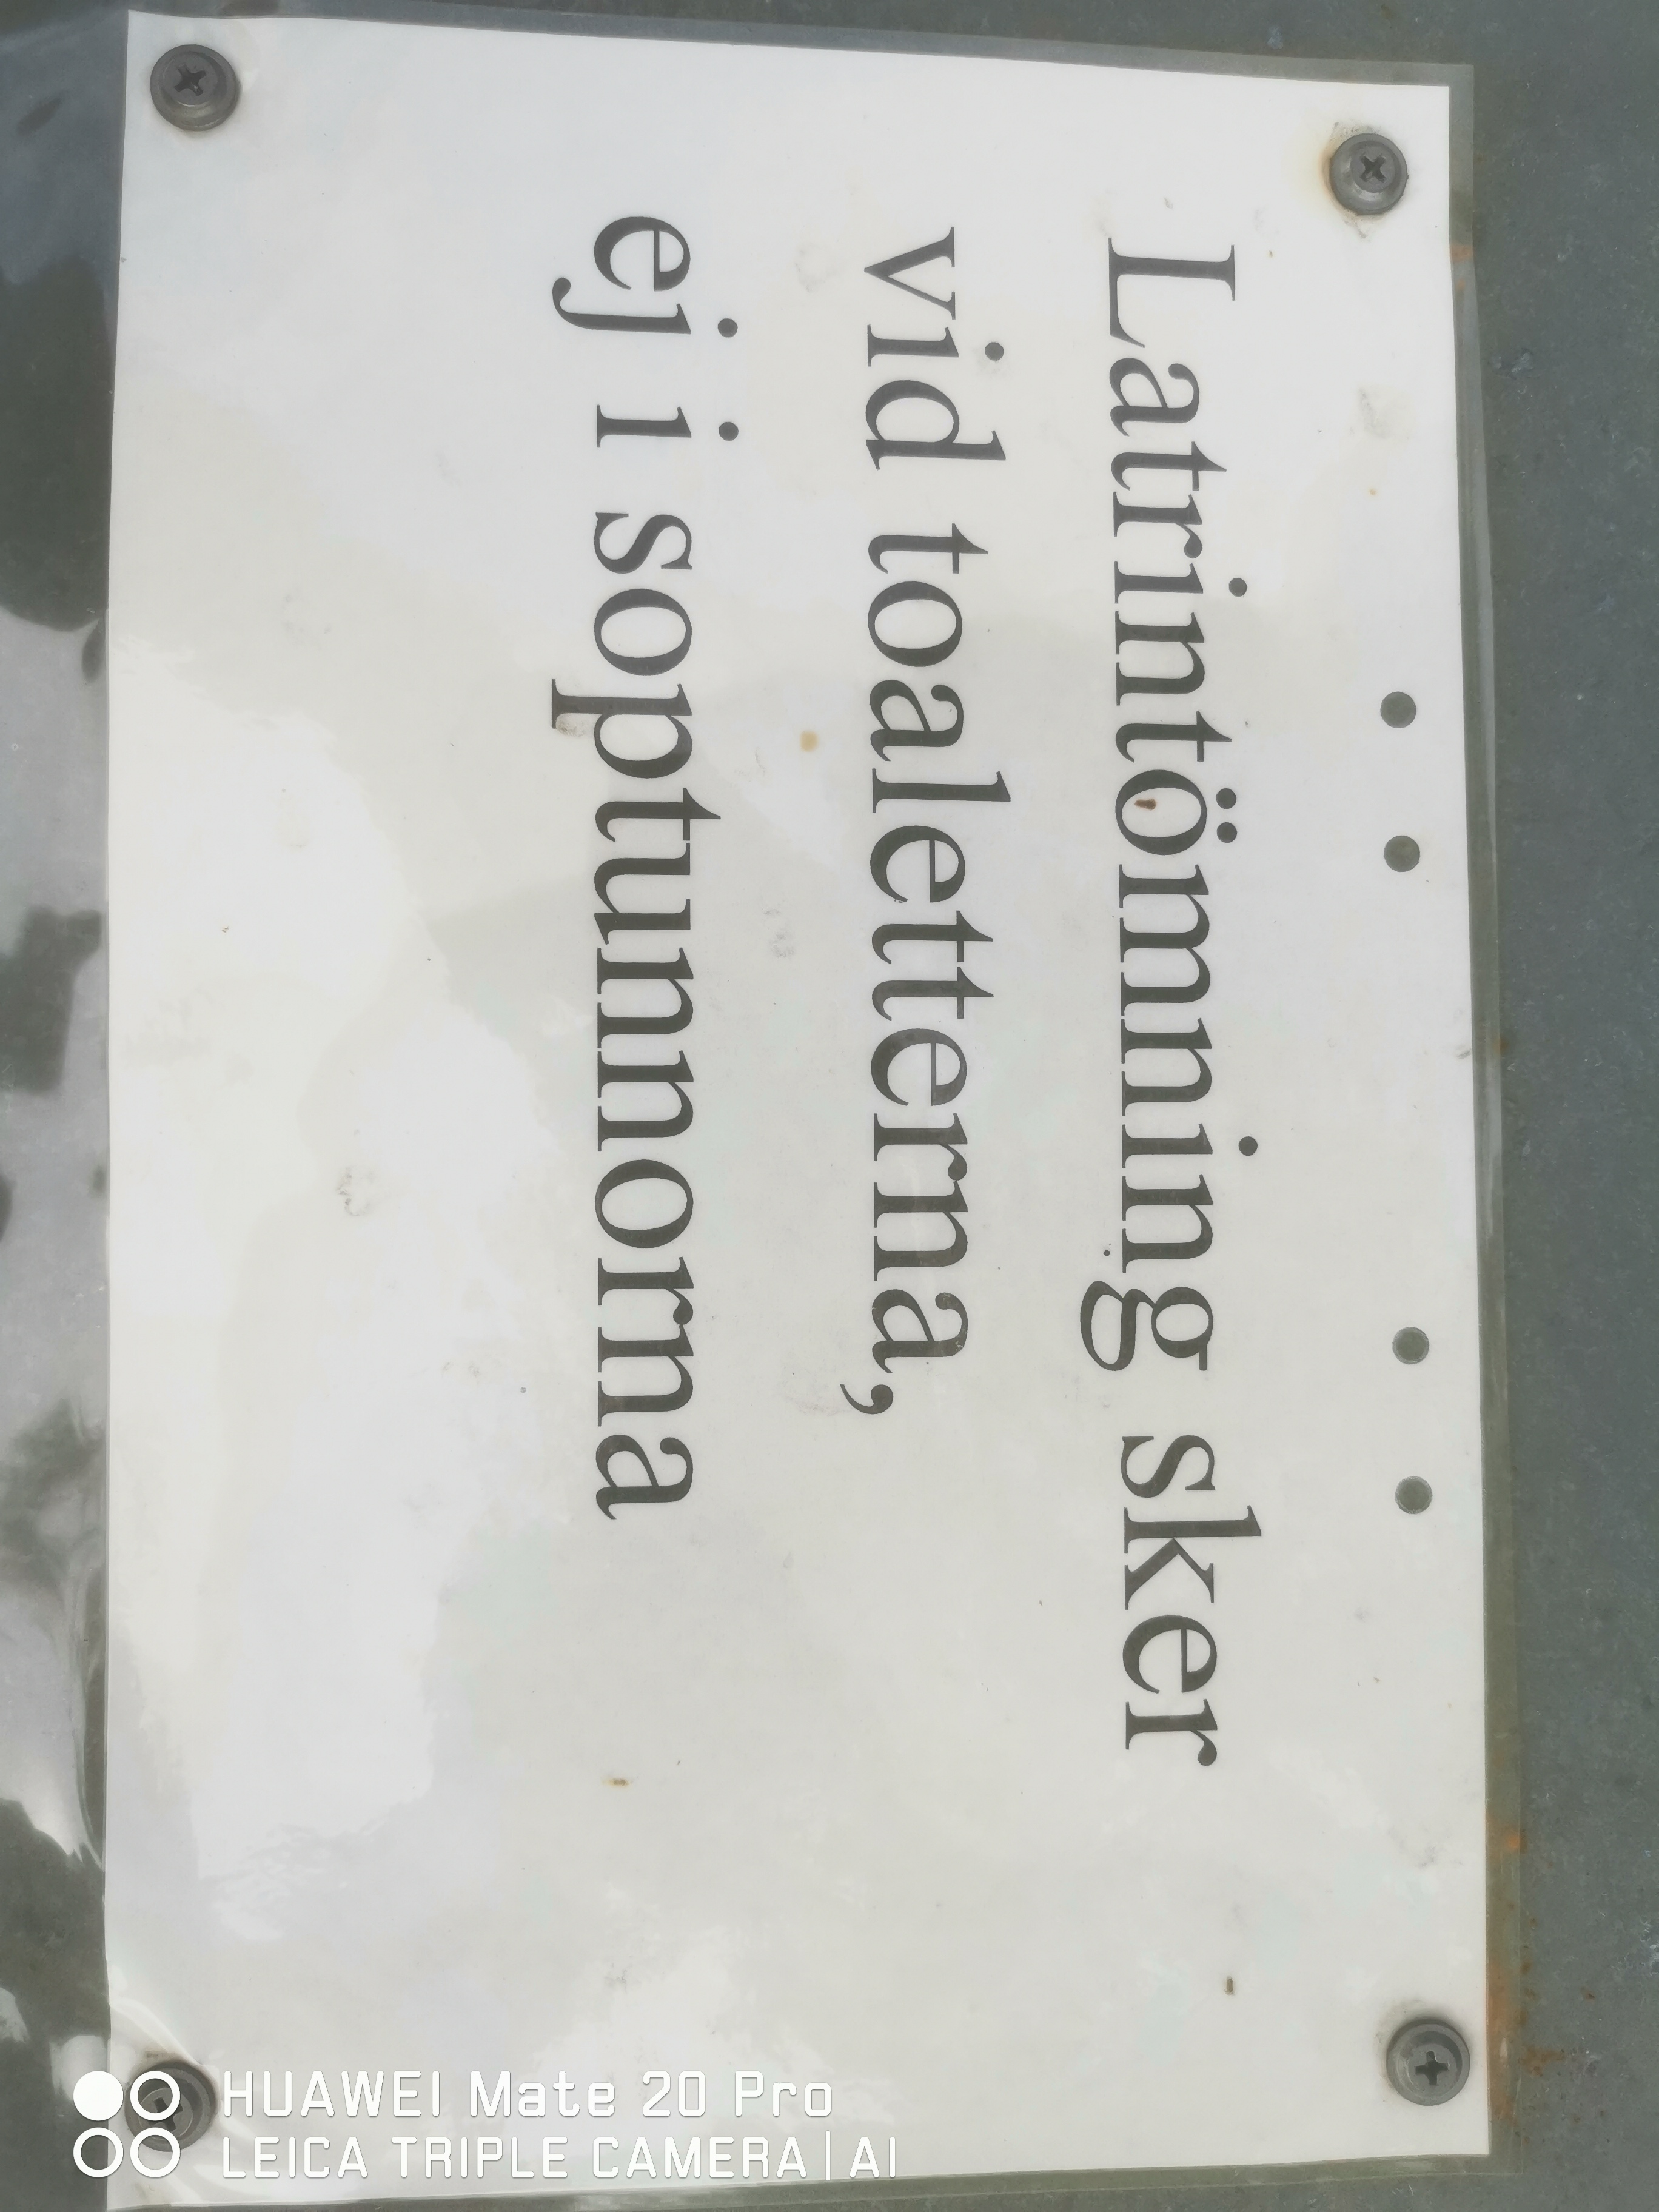 Latrintömning sker
vid toaletterna,
ej i soptunnorna
HUAWEI Mate 20 Pro
LEICA TRIPLE CAMERA | AI